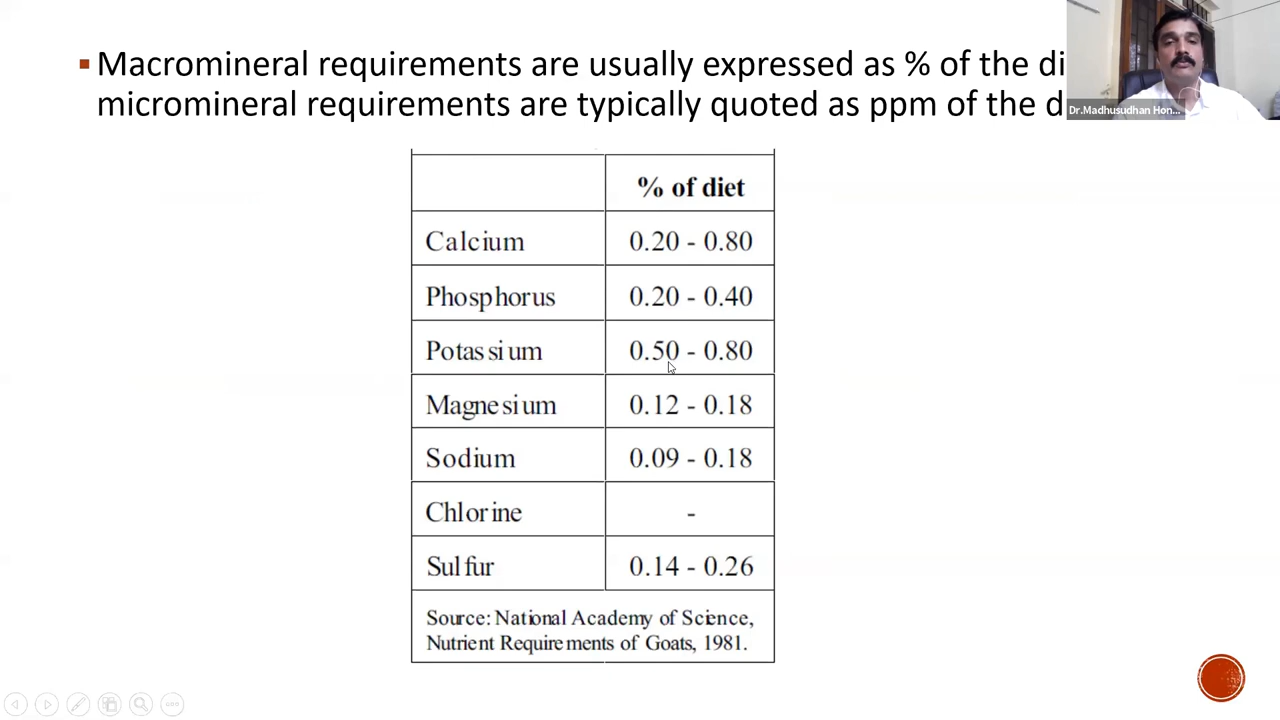 Macromineral requirements are usually expressed as % of the
micromineral requirements are typically quoted as ppm of the
Dr.Madhusudhan Hon...
% of diet
Calcium 0.20 - 0.80
Phosphorus 0.20 - 0.40
Potassium 0.50 - 0.80
Magnesium 0.12 - 0.18
Sodium 0.09 - 0.18
Chlorine -
Sulfur 0.14 - 0.26
Source: National Academy of Science,
Nutrient Requirements of Goats, 1981.